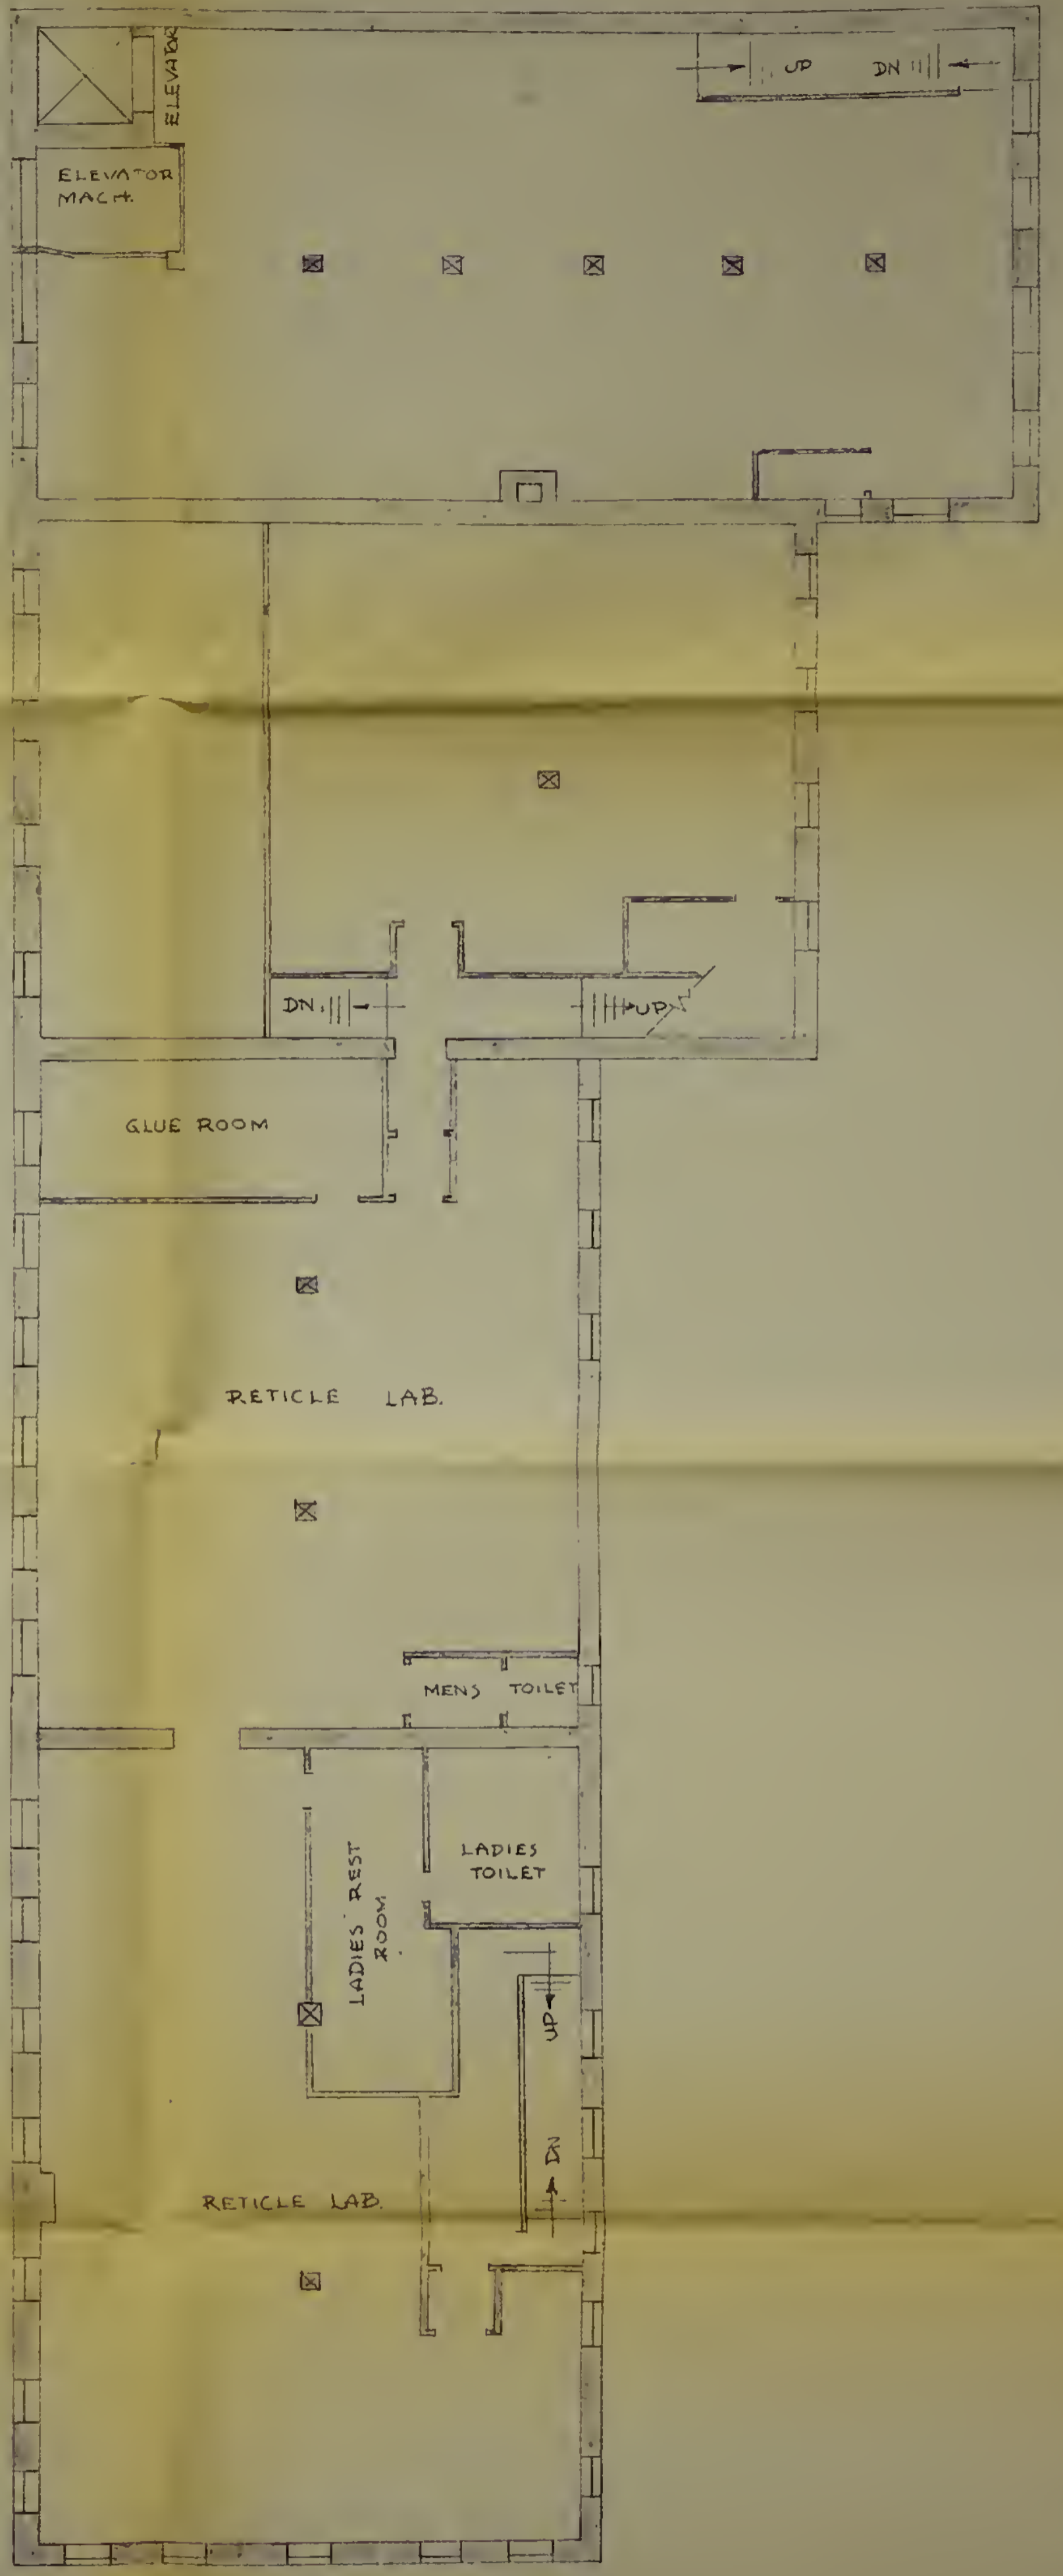 ELEVATOR
UP
DN
ELEVATOR
MACH.
DN
UP
GLUE ROOM
RETICLE LAB.
MENS TOILET
LADIES
TOILET
LADIES' REST
ROOM
UP
DN
RETICLE LAB.